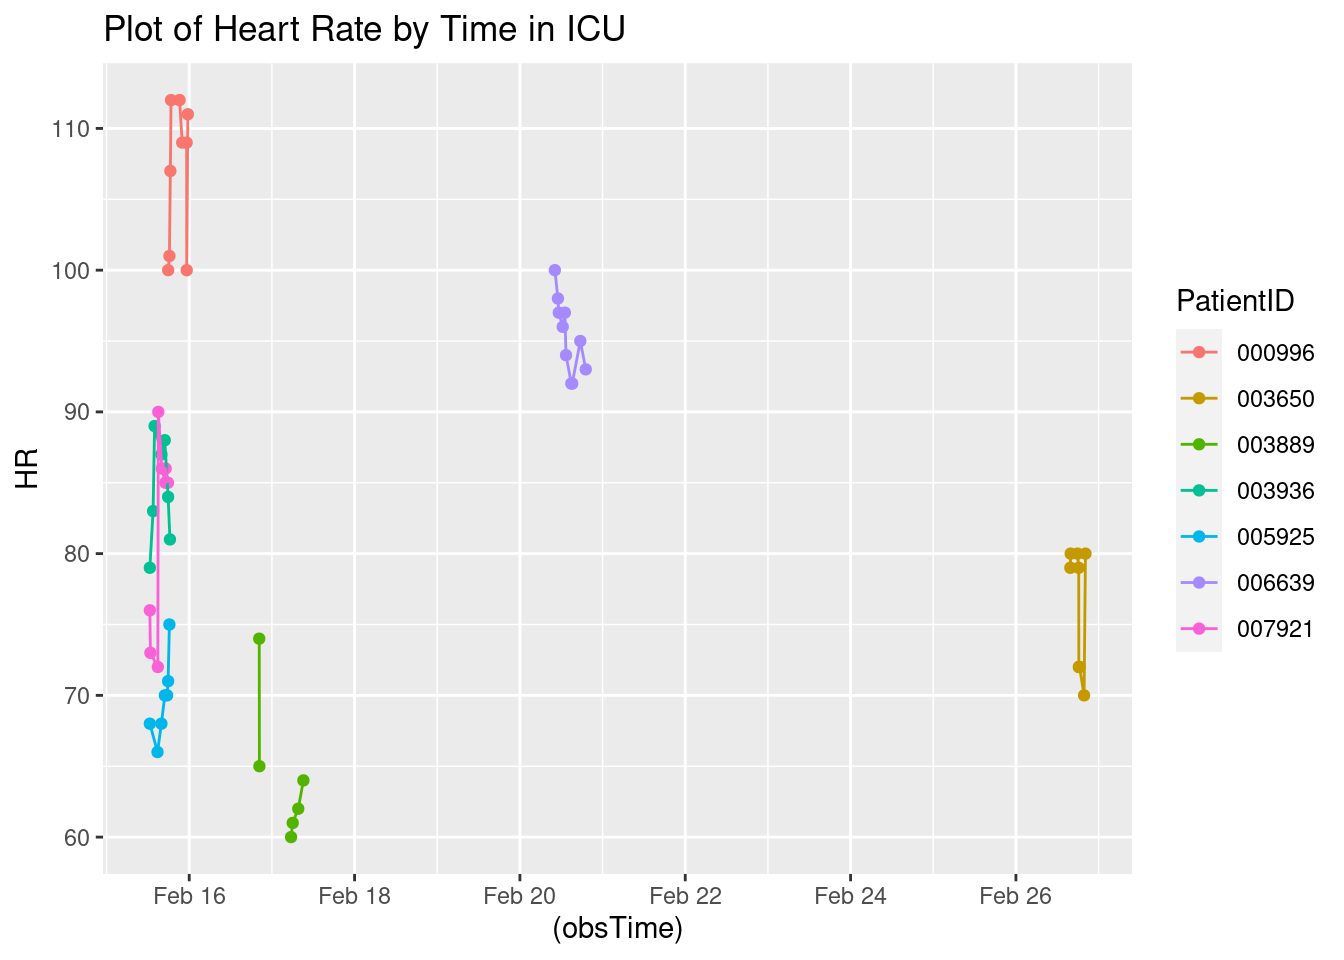 Plot of Heart Rate by Time in ICU
110
100
90
80
70
60
HR
Feb 16 Feb 18 Feb 20 Feb 22 Feb 24 Feb 26
(obsTime)
PatientID
000996
003650
003889
003936
005925
006639
007921